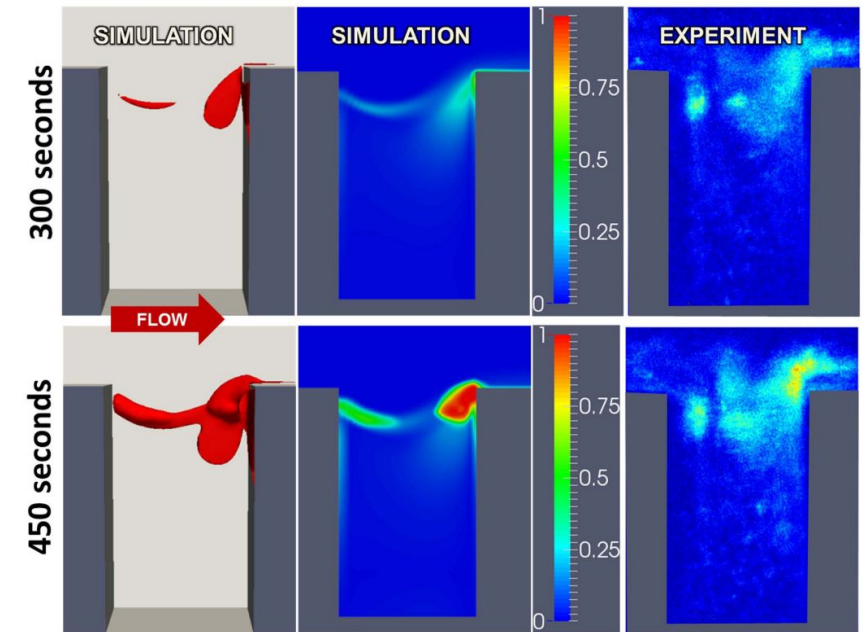 SIMULATION
SIMULATION
EXPERIMENT
300 seconds
1
0.75
0.5
0.25
0
FLOW
450 seconds
1
0.75
0.5
0.25
0